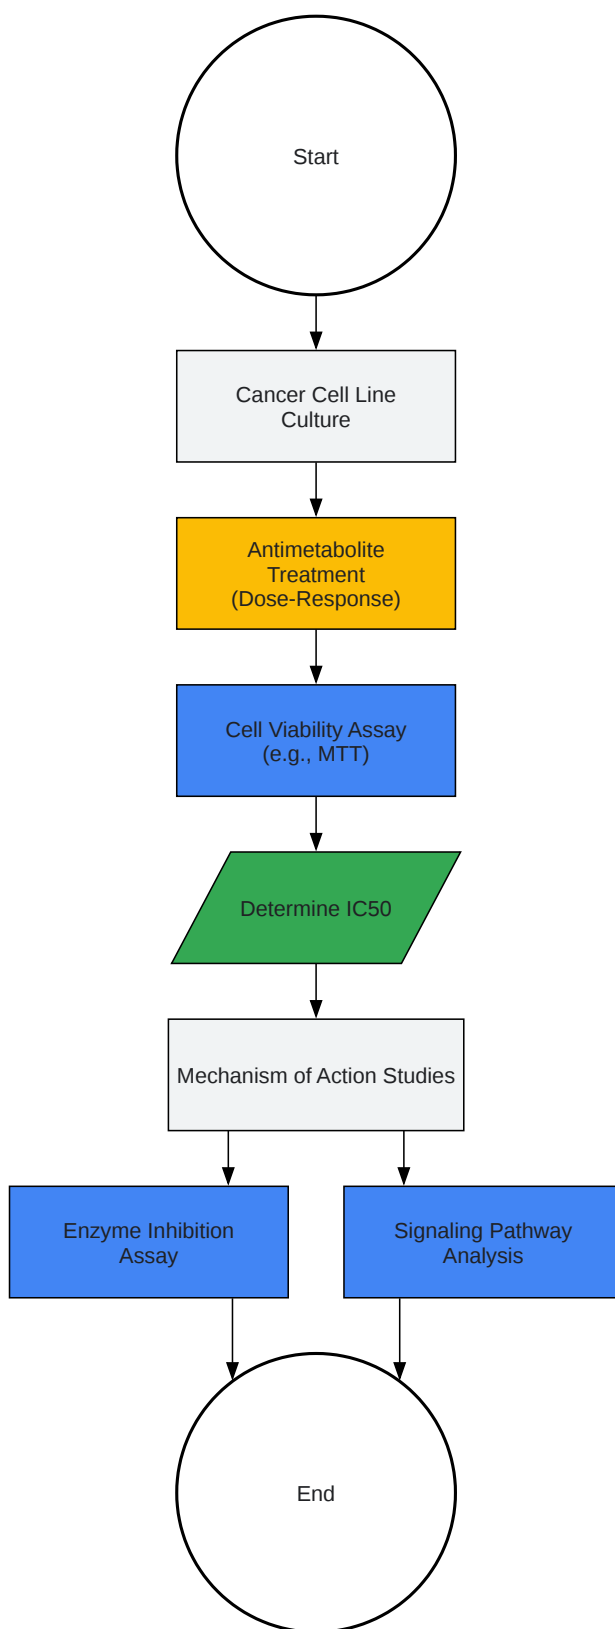 Start
Cancer Cell Line
Culture
Antimetabolite
Treatment
(Dose-Response)
Cell Viability Assay
(e.g., MTT)
Determine IC50
Mechanism of Action Studies
Enzyme Inhibition
Assay
Signaling Pathway
Analysis
End